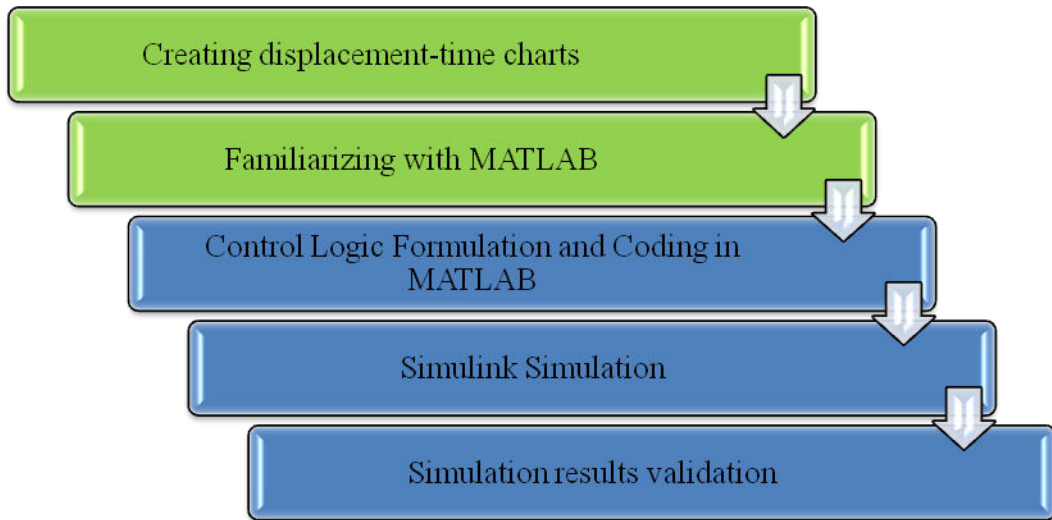 Creating displacement-time charts
Familiarizing with MATLAB
Control Logic Formulation and Coding in
MATLAB
Simulink Simulation
Simulation results validation